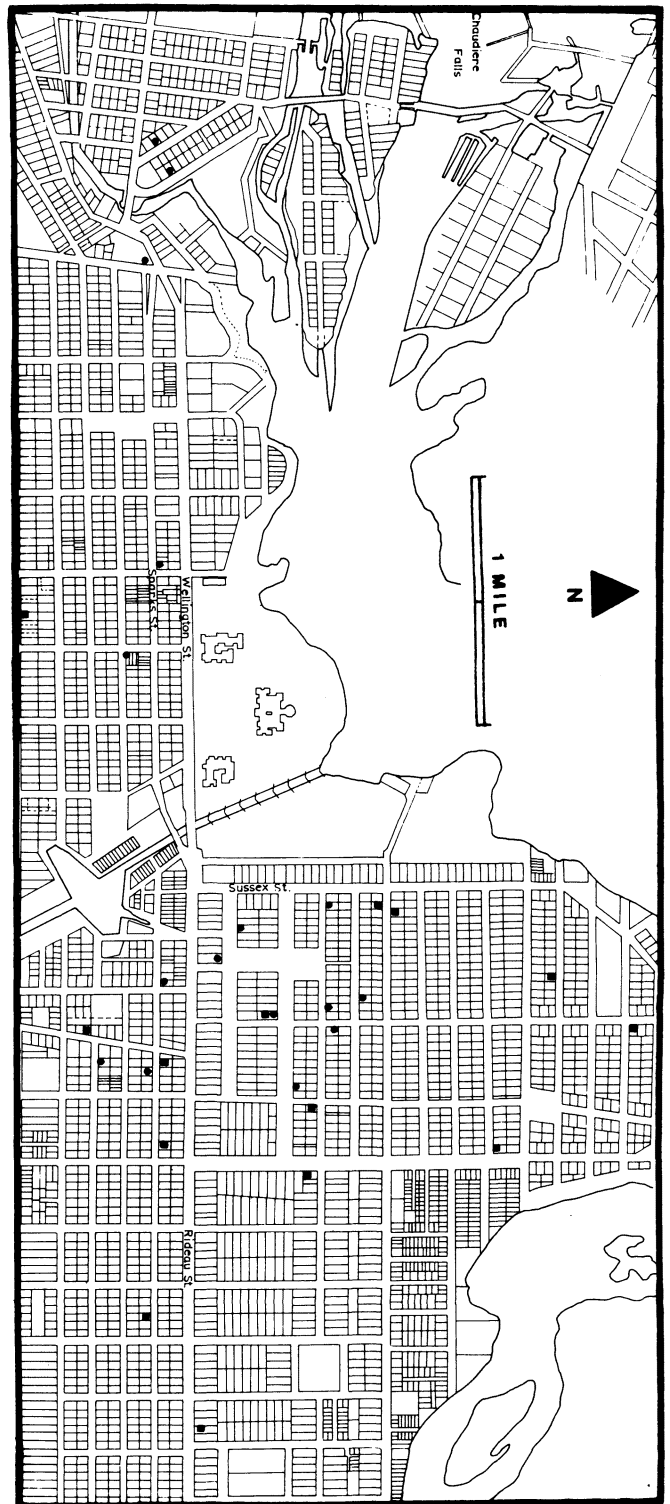 Chaudiere
Falls
1 MILE
N
Wellington St.
Sparks St.
Sussex St.
Rideau St.